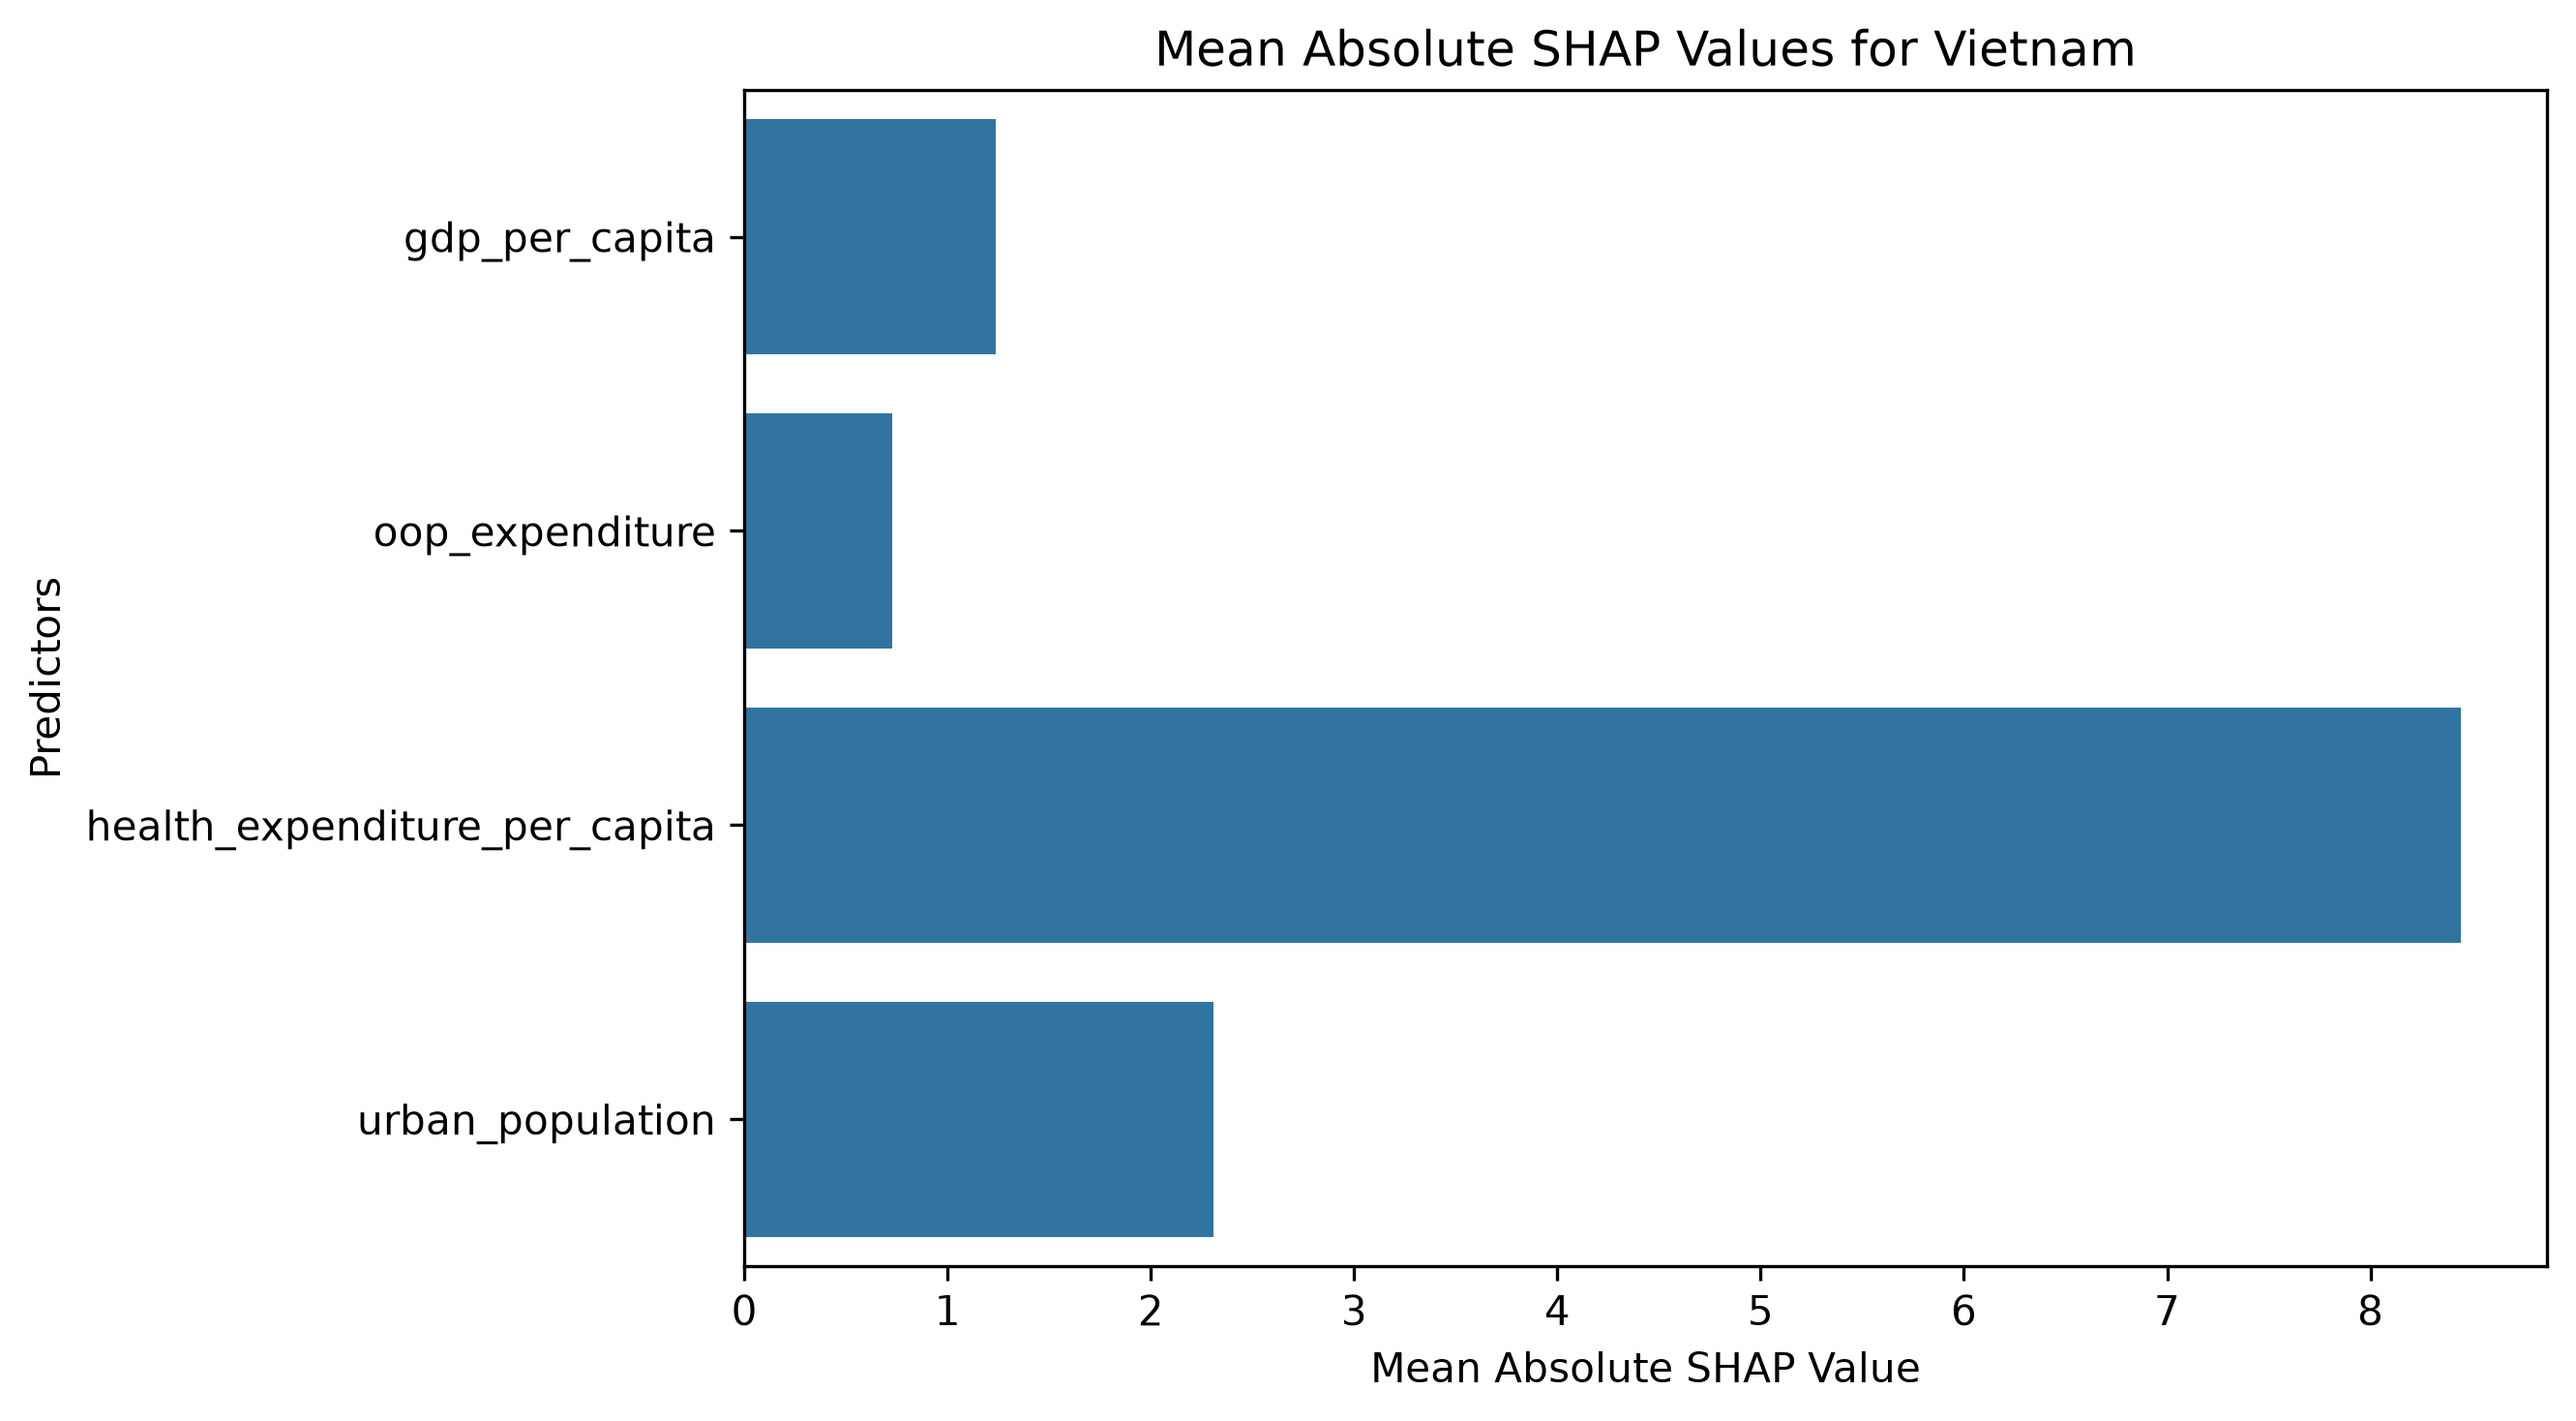 Mean Absolute SHAP Values for Vietnam
Predictors
gdp_per_capita
oop_expenditure
health_expenditure_per_capita
urban_population
0 1 2 3 4 5 6 7 8
Mean Absolute SHAP Value